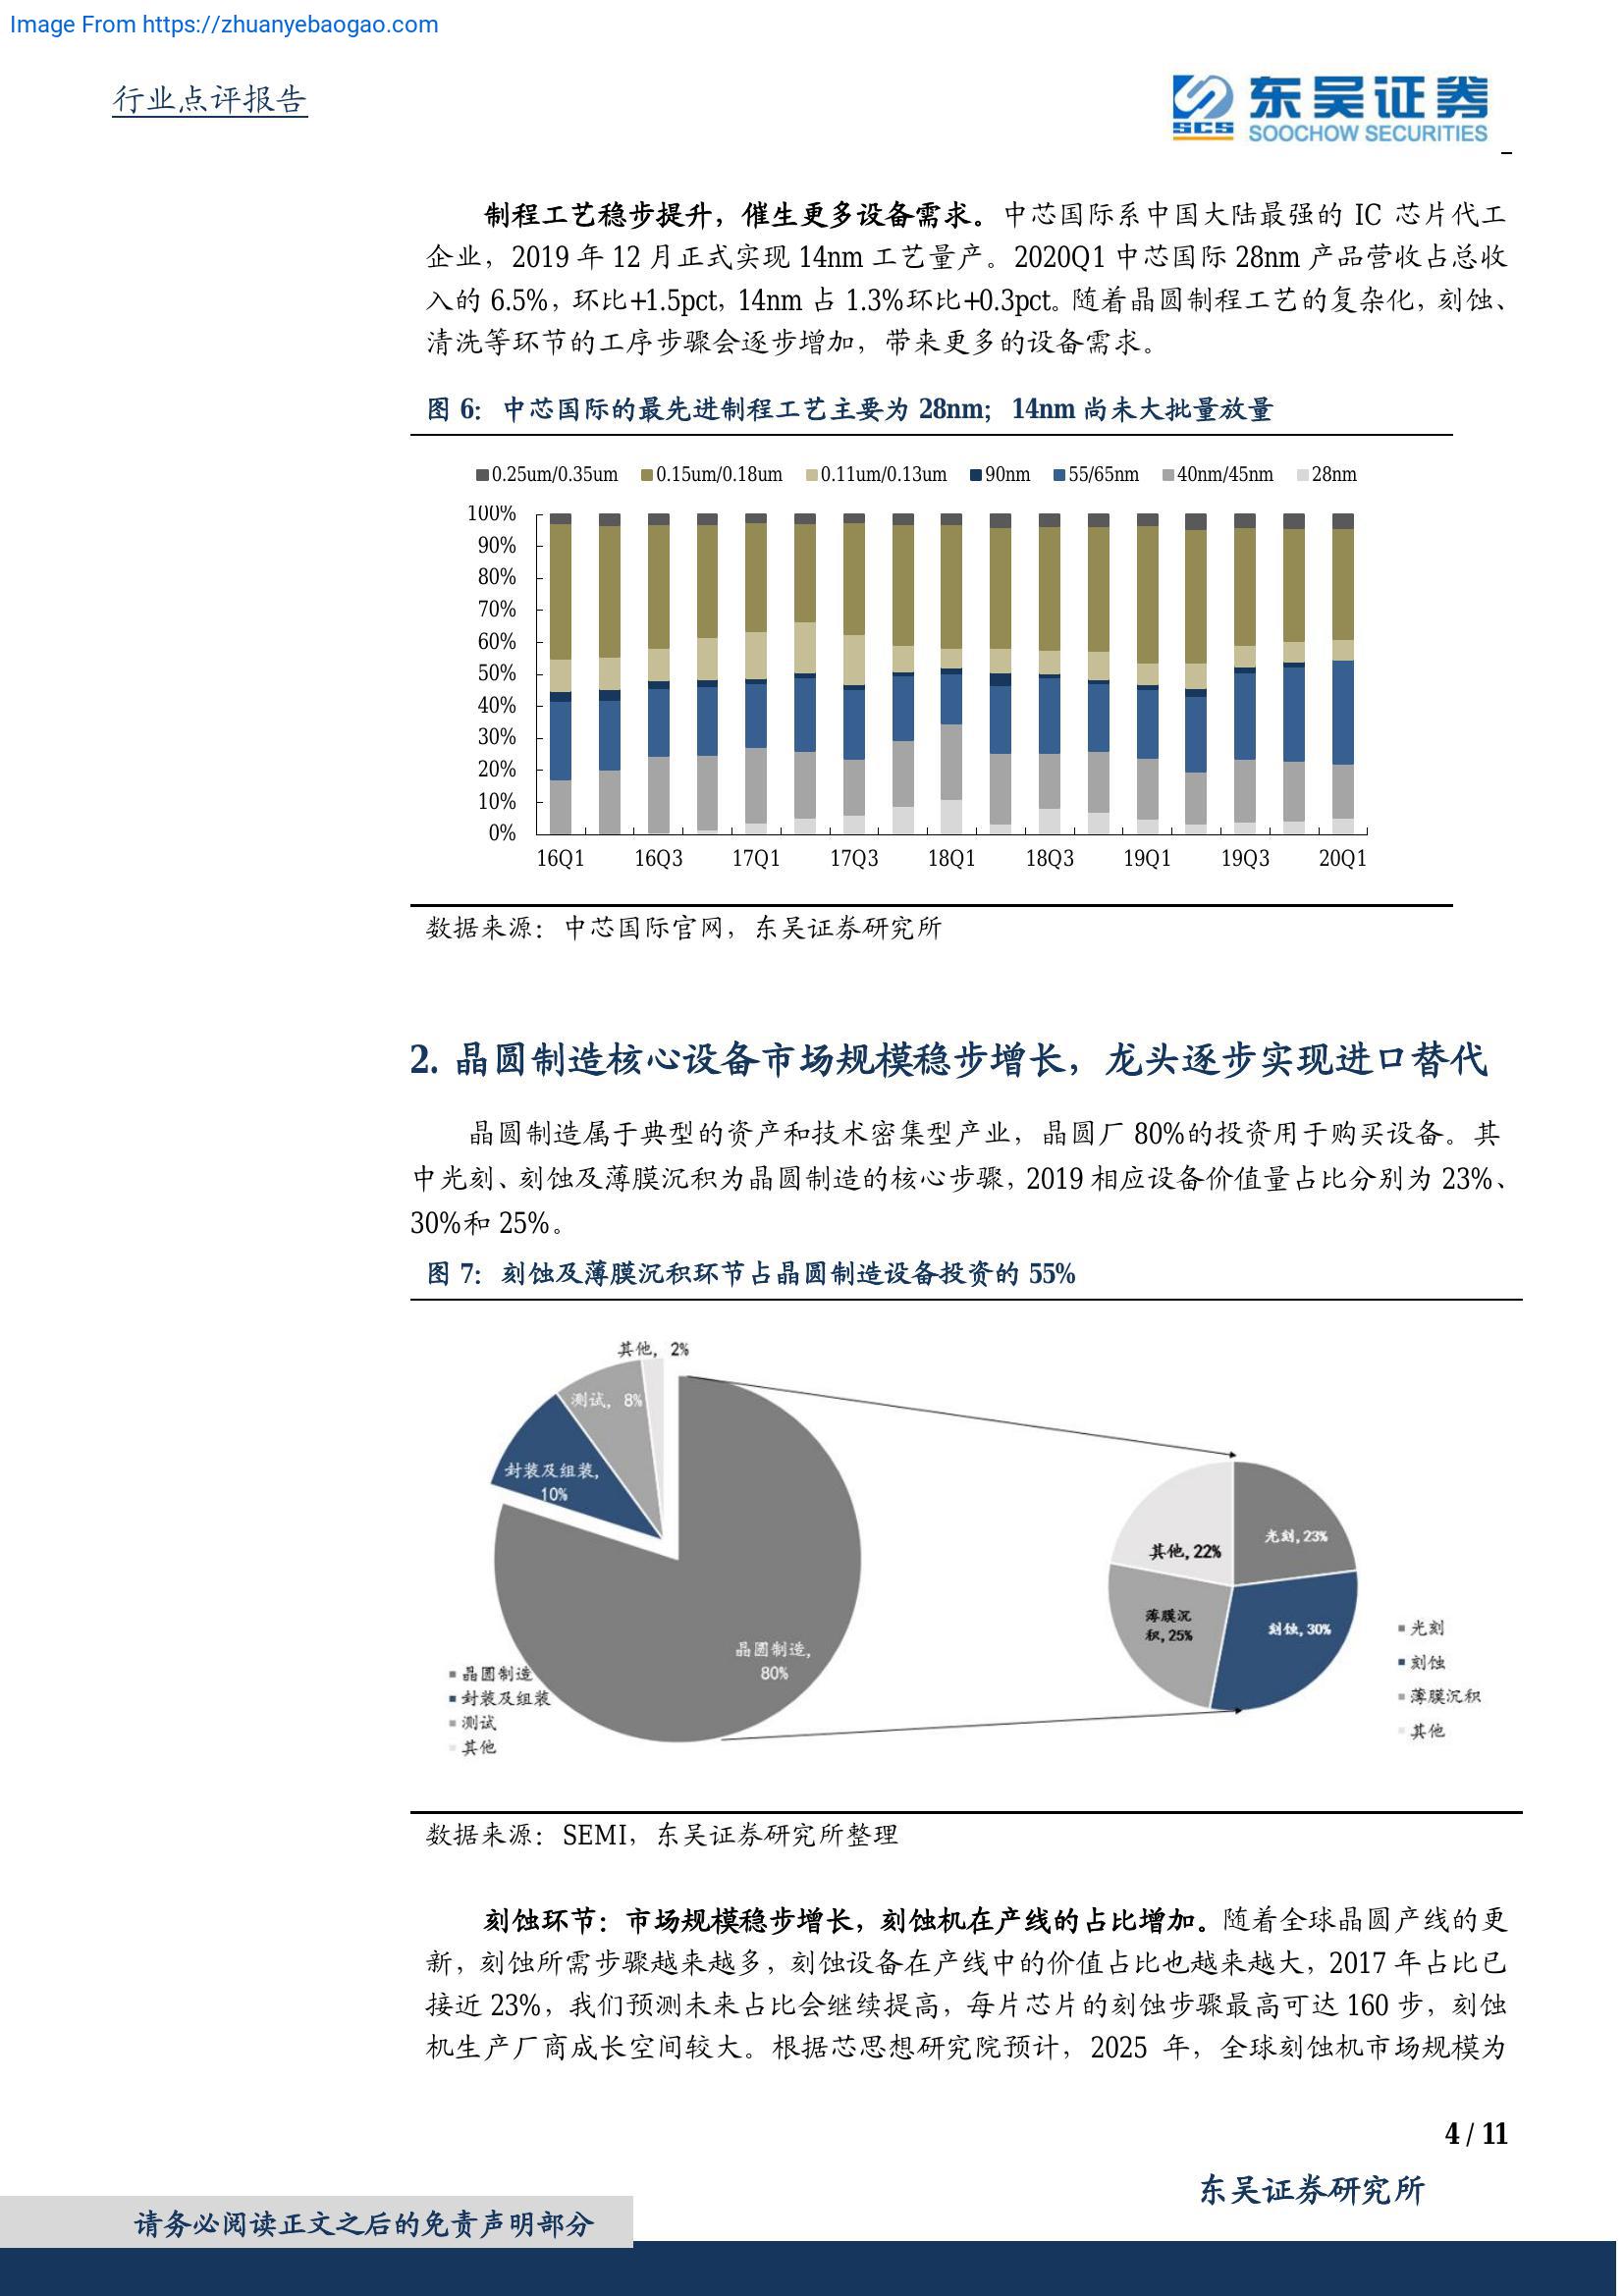 Image From https://zhuanyebaogao.com
行业点评报告
SCS
东吴证券
SOOCHOW SECURITIES
制程工艺稳步提升，催生更多设备需求。中芯国际系中国大陆最强的 IC 芯片代工
企业，2019 年 12 月正式实现 14nm 工艺量产。2020Q1 中芯国际 28nm 产品营收占总收
入的 6.5%，环比+1.5pct，14nm 占 1.3%环比+0.3pct。随着晶圆制程工艺的复杂化，刻蚀、
清洗等环节的工序步骤会逐步增加，带来更多的设备需求。
图 6： 中芯国际的最先进制程工艺主要为 28nm；14nm 尚未大批量放量
0.25um/0.35um 0.15um/0.18um 0.11um/0.13um 90nm 55/65nm 40nm/45nm 28nm
100%
90%
80%
70%
60%
50%
40%
30%
20%
10%
0%
16Q1 16Q3 17Q1 17Q3 18Q1 18Q3 19Q1 19Q3 20Q1
数据来源：中芯国际官网，东吴证券研究所
2. 晶圆制造核心设备市场规模稳步增长，龙头逐步实现进口替代
晶圆制造属于典型的资产和技术密集型产业，晶圆厂 80%的投资用于购买设备。其
中光刻、刻蚀及薄膜沉积为晶圆制造的核心步骤，2019 相应设备价值量占比分别为 23%、
30%和 25%。
图 7： 刻蚀及薄膜沉积环节占晶圆制造设备投资的 55%
其他，2%
测试，8%
封装及组装，
10%
晶圆制造，
80%
晶圆制造
封装及组装
测试
其他
光刻,23%
其他,22%
薄膜沉
积,25%
刻蚀,30%
光刻
刻蚀
薄膜沉积
其他
数据来源：SEMI，东吴证券研究所整理
刻蚀环节：市场规模稳步增长，刻蚀机在产线的占比增加。随着全球晶圆产线的更
新，刻蚀所需步骤越来越多，刻蚀设备在产线中的价值占比也越来越大，2017 年占比已
接近 23%，我们预测未来占比会继续提高，每片芯片的刻蚀步骤最高可达 160 步，刻蚀
机生产厂商成长空间较大。根据芯思想研究院预计，2025 年，全球刻蚀机市场规模为
4 / 11
东吴证券研究所
请务必阅读正文之后的免责声明部分